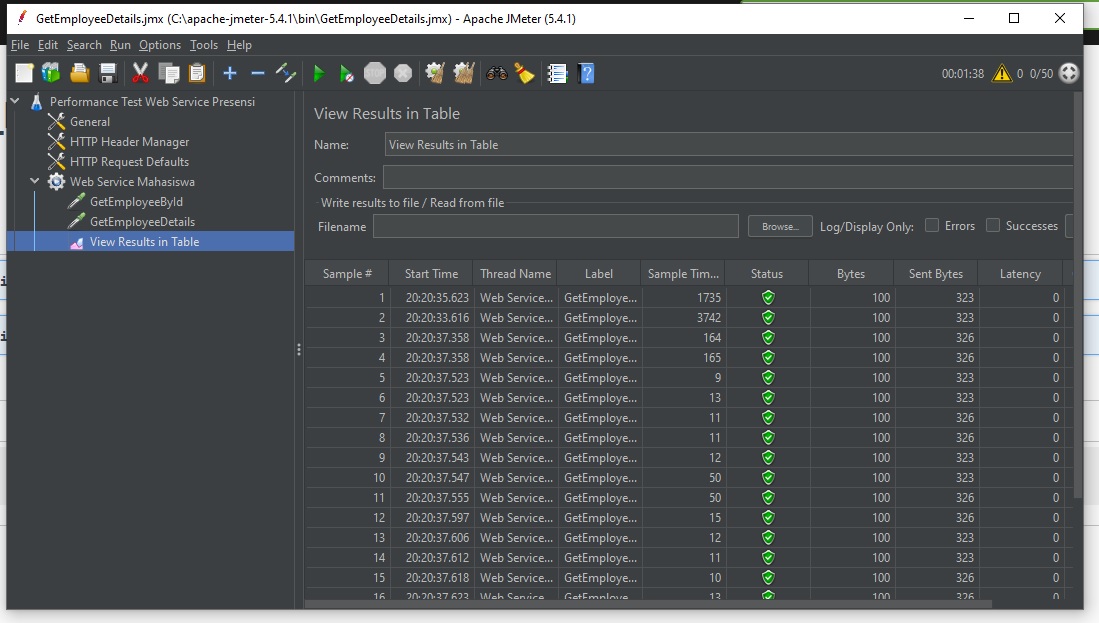 GetEmployeeDetails.jmx (C:\apache-jmeter-5.4.1\bin\GetEmployeeDetails.jmx) - Apache JMeter (5.4.1)
File Edit Search Run Options Tools Help
STOP 00:01:38 0 0/50
Performance Test Web Service Presensi
General
HTTP Header Manager
HTTP Request Defaults
Web Service Mahasiswa
GetEmployeeById
GetEmployeeDetails
View Results in Table
View Results in Table
Name: View Results in Table
Comments:
Write results to file / Read from file
Filename Browse... Log/Display Only: Errors Successes
Sample # Start Time Thread Name Label Sample Tim... Status Bytes Sent Bytes Latency
1 20:20:35.623 Web Service... GetEmploye... 1735 100 323 0
2 20:20:33.616 Web Service... GetEmploye... 3742 100 323 0
3 20:20:37.358 Web Service... GetEmploye... 164 100 326 0
4 20:20:37.358 Web Service... GetEmploye... 165 100 326 0
5 20:20:37.523 Web Service... GetEmploye... 9 100 323 0
6 20:20:37.523 Web Service... GetEmploye... 13 100 323 0
7 20:20:37.532 Web Service... GetEmploye... 11 100 326 0
8 20:20:37.536 Web Service... GetEmploye... 11 100 326 0
9 20:20:37.543 Web Service... GetEmploye... 12 100 323 0
10 20:20:37.547 Web Service... GetEmploye... 50 100 323 0
11 20:20:37.555 Web Service... GetEmploye... 50 100 326 0
12 20:20:37.597 Web Service... GetEmploye... 15 100 326 0
13 20:20:37.606 Web Service... GetEmploye... 12 100 323 0
14 20:20:37.612 Web Service... GetEmploye... 11 100 323 0
15 20:20:37.618 Web Service... GetEmploye... 10 100 326 0
16 20:20:37.623 Web Service... GetEmploye... 13 100 326 0